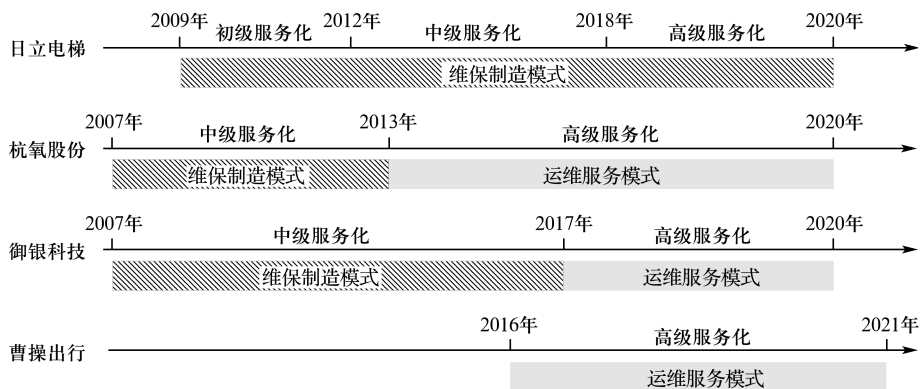 2009年 2012年 2018年 2020年
初级服务化 中级服务化 高级服务化
日立电梯
维保制造模式
2007年 2013年 2020年
中级服务化 高级服务化
杭氧股份
维保制造模式 运维服务模式
2007年 2017年 2020年
中级服务化 高级服务化
御银科技
维保制造模式 运维服务模式
2016年 2021年
高级服务化
曹操出行
运维服务模式